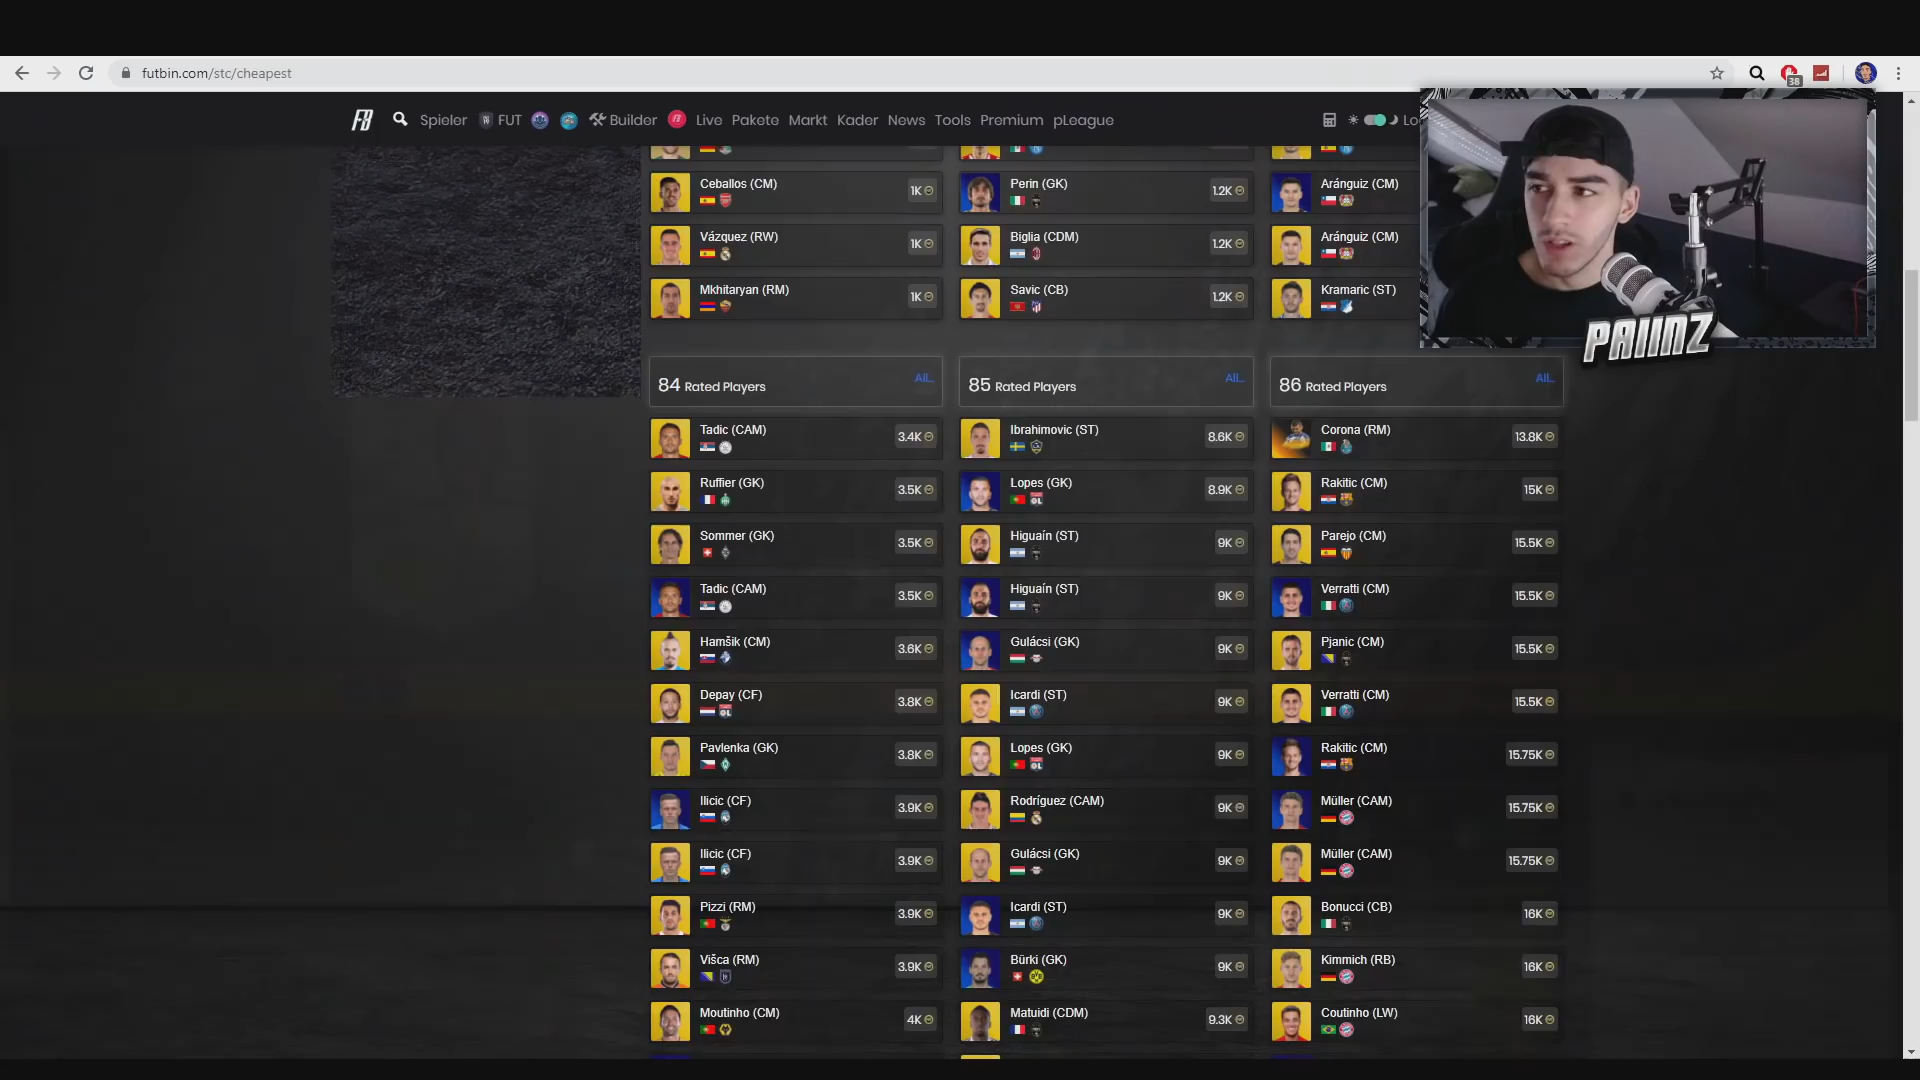 futbin.com/stc/cheapest
38
FB Spieler FUT Builder Live Pakete Markt Kader News Tools Premium pLeague
Ceballos (CM) 1K
Perin (GK) 1.2K
Aránguiz (CM)
Vázquez (RW) 1K
Biglia (CDM) 1.2K
Aránguiz (CM)
Mkhitaryan (RM) 1K
Savic (CB) 1.2K
Kramaric (ST)
PAIINZ
84 Rated Players All..
85 Rated Players All..
86 Rated Players All..
Tadic (CAM) 3.4K
Ibrahimovic (ST) 8.6K
Corona (RM) 13.8K
Ruffier (GK) 3.5K
Lopes (GK) 8.9K
Rakitic (CM) 15K
Sommer (GK) 3.5K
Higuaín (ST) 9K
Parejo (CM) 15.5K
Tadic (CAM) 3.5K
Higuaín (ST) 9K
Verratti (CM) 15.5K
Hamšik (CM) 3.6K
Gulácsi (GK) 9K
Pjanic (CM) 15.5K
Depay (CF) 3.8K
Icardi (ST) 9K
Verratti (CM) 15.5K
Pavlenka (GK) 3.8K
Lopes (GK) 9K
Rakitic (CM) 15.75K
Ilicic (CF) 3.9K
Rodríguez (CAM) 9K
Müller (CAM) 15.75K
Ilicic (CF) 3.9K
Gulácsi (GK) 9K
Müller (CAM) 15.75K
Pizzi (RM) 3.9K
Icardi (ST) 9K
Bonucci (CB) 16K
Višca (RM) 3.9K
Bürki (GK) 9K
Kimmich (RB) 16K
Moutinho (CM) 4K
Matuidi (CDM) 9.3K
Coutinho (LW) 16K